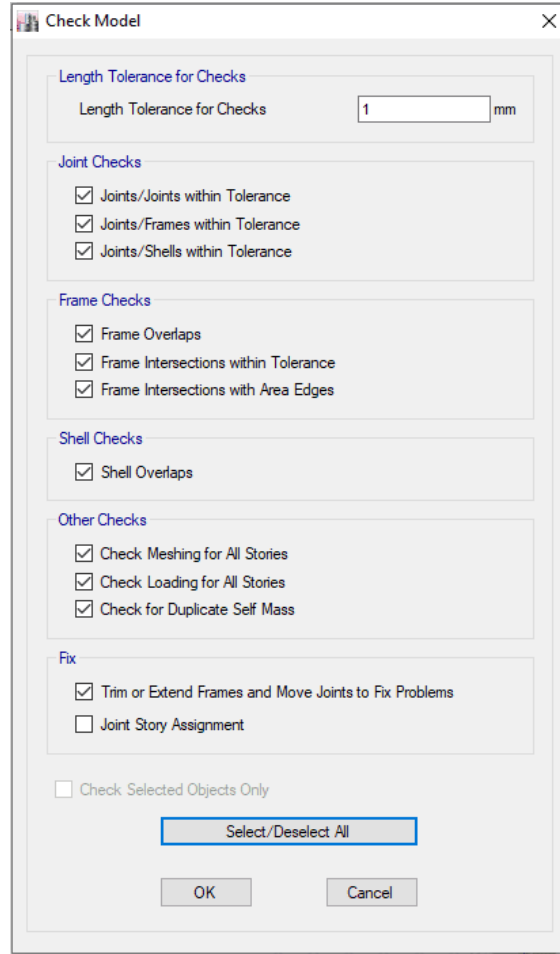 Check Model
Length Tolerance for Checks
Length Tolerance for Checks 1 mm
Joint Checks
Joints/Joints within Tolerance
Joints/Frames within Tolerance
Joints/Shells within Tolerance
Frame Checks
Frame Overlaps
Frame Intersections within Tolerance
Frame Intersections with Area Edges
Shell Checks
Shell Overlaps
Other Checks
Check Meshing for All Stories
Check Loading for All Stories
Check for Duplicate Self Mass
Fix
Trim or Extend Frames and Move Joints to Fix Problems
Joint Story Assignment
Check Selected Objects Only
Select/Deselect All
OK Cancel